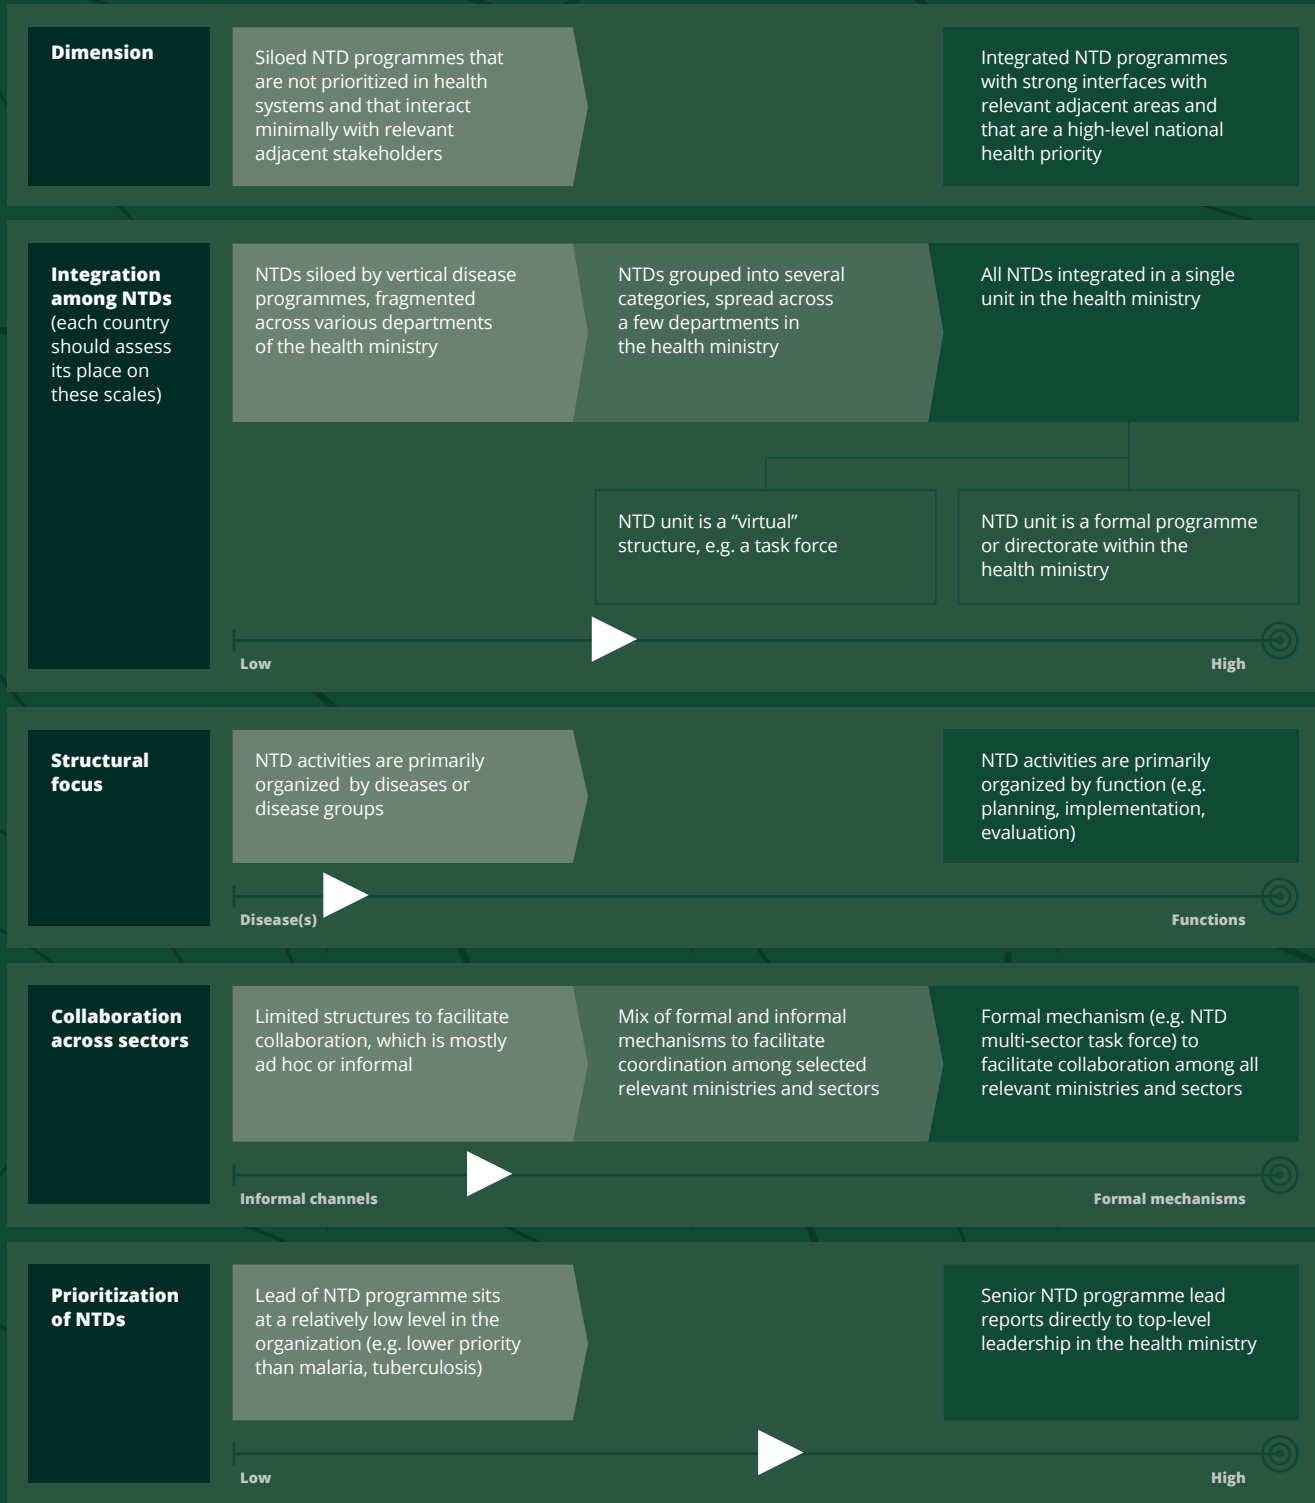 Dimension
Siloed NTD programmes that
are not prioritized in health
systems and that interact
minimally with relevant
adjacent stakeholders
Integrated NTD programmes
with strong interfaces with
relevant adjacent areas and
that are a high-level national
health priority
Integration
among NTDs
(each country
should assess
its place on
these scales)
NTDs siloed by vertical disease
programmes, fragmented
across various departments
of the health ministry
NTDs grouped into several
categories, spread across
a few departments in
the health ministry
All NTDs integrated in a single
unit in the health ministry
NTD unit is a “virtual”
structure, e.g. a task force
NTD unit is a formal programme
or directorate within the
health ministry
Low
High
Structural
focus
NTD activities are primarily
organized  by diseases or
disease groups
NTD activities are primarily
organized by function (e.g.
planning, implementation,
evaluation)
Disease(s)
Functions
Collaboration
across sectors
Limited structures to facilitate
collaboration, which is mostly
ad hoc or informal
Mix of formal and informal
mechanisms to facilitate
coordination among selected
relevant ministries and sectors
Formal mechanism (e.g. NTD
multi-sector task force) to
facilitate collaboration among all
relevant ministries and sectors
Informal channels
Formal mechanisms
Prioritization
of NTDs
Lead of NTD programme sits
at a relatively low level in the
organization (e.g. lower priority
than malaria, tuberculosis)
Senior NTD programme lead
reports directly to top-level
leadership in the health ministry
Low
High